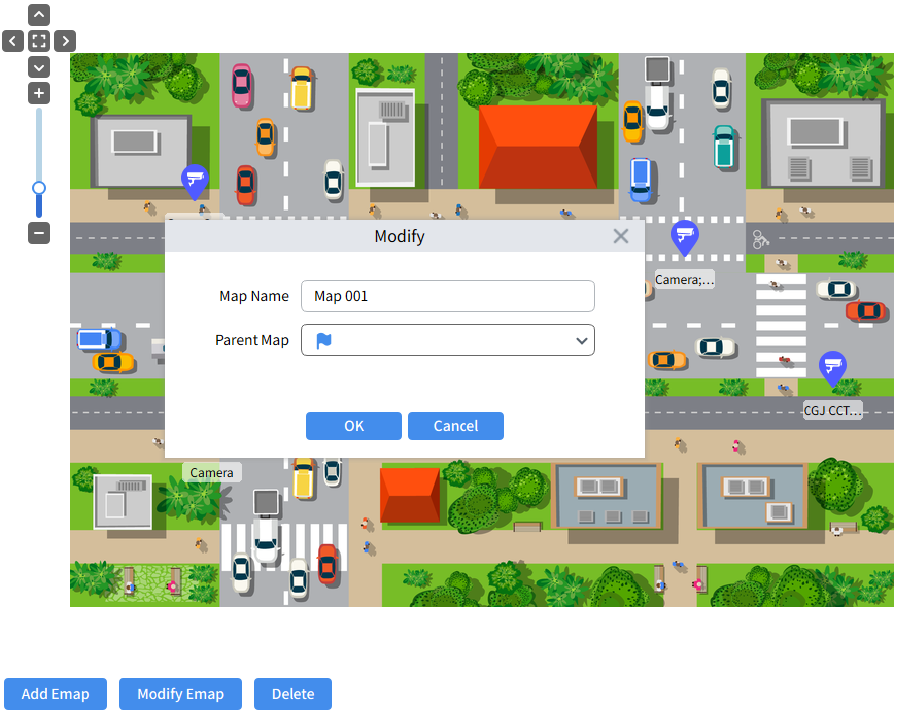 Modify
Map Name
Map 001
Parent Map
OK
Cancel
Camera;...
CGJ CCT...
Camera
Add Emap
Modify Emap
Delete